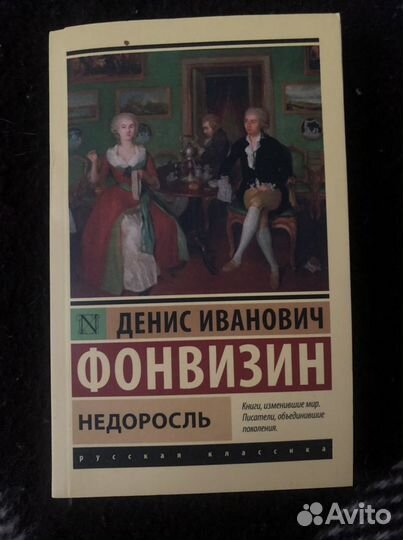 N
ДЕНИС ИВАНОВИЧ
ФОНВИЗИН
НЕДОРОСЛЬ
Книги, изменившие мир.
Писатели, объединившие
поколения.
русская классика
Avito